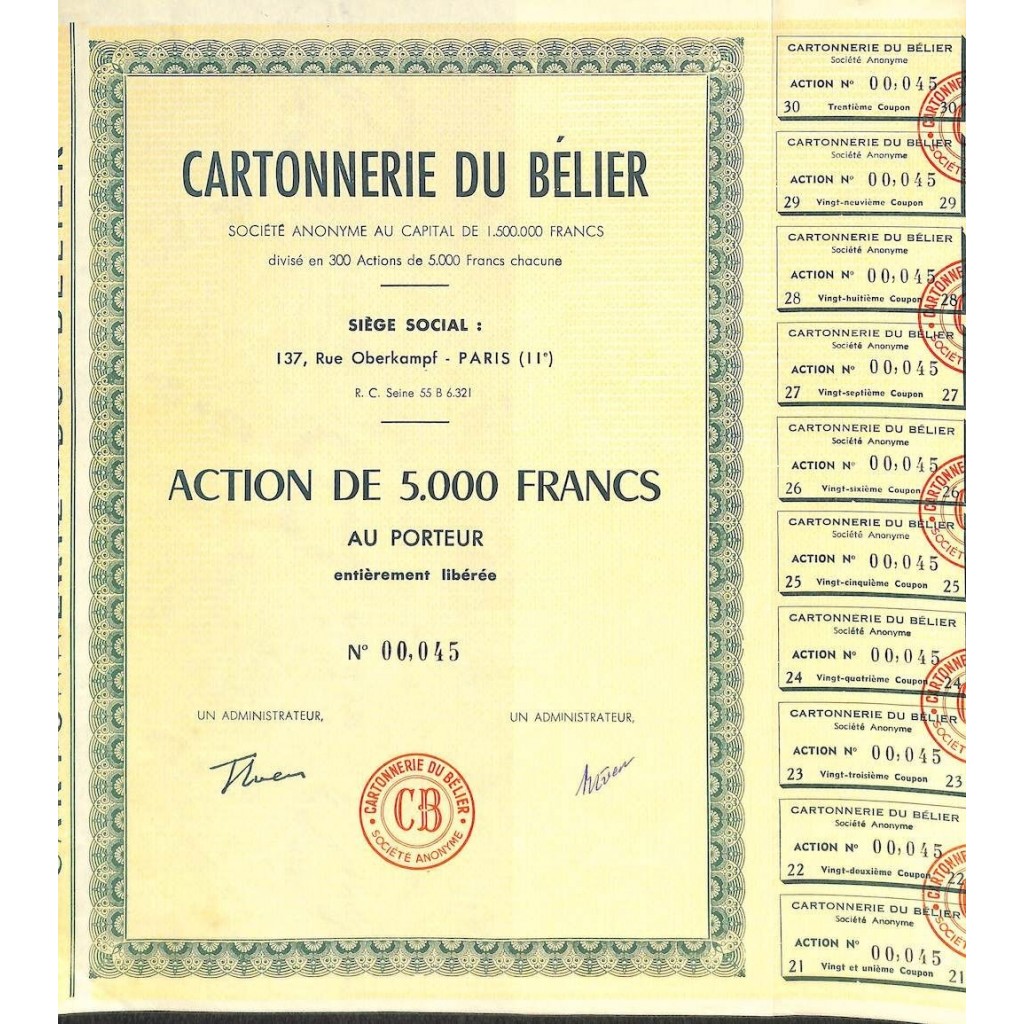 CARTONNERIE DU BÉLIER
SOCIÉTÉ ANONYME AU CAPITAL DE 1.500.000 FRANCS
divisé en 300 Actions de 5.000 Francs chacune
SIÈGE SOCIAL :
137, Rue Oberkampf - PARIS (11e)
R. C. Seine 55 B 6.321
ACTION DE 5.000 FRANCS
AU PORTEUR
entièrement libérée
N° 00,045
UN ADMINISTRATEUR,
UN ADMINISTRATEUR,
CARTONNERIE DU BÉLIER
CB
SOCIÉTÉ ANONYME
CARTONNERIE DU BÉLIER
Société Anonyme
ACTION N° 00,045
30 Trentième Coupon 30
CARTONNERIE DU BÉLIER
Société Anonyme
ACTION N° 00,045
29 Vingt-neuvième Coupon 29
CARTONNERIE DU BÉLIER
Société Anonyme
ACTION N° 00,045
28 Vingt-huitième Coupon 28
CARTONNERIE DU BÉLIER
Société Anonyme
ACTION N° 00,045
27 Vingt-septième Coupon 27
CARTONNERIE DU BÉLIER
Société Anonyme
ACTION N° 00,045
26 Vingt-sixième Coupon 26
CARTONNERIE DU BÉLIER
Société Anonyme
ACTION N° 00,045
25 Vingt-cinquième Coupon 25
CARTONNERIE DU BÉLIER
Société Anonyme
ACTION N° 00,045
24 Vingt-quatrième Coupon 24
CARTONNERIE DU BÉLIER
Société Anonyme
ACTION N° 00,045
23 Vingt-troisième Coupon 23
CARTONNERIE DU BÉLIER
Société Anonyme
ACTION N° 00,045
22 Vingt-deuxième Coupon 22
CARTONNERIE DU BÉLIER
Société Anonyme
ACTION N° 00,045
21 Vingt et unième Coupon 21